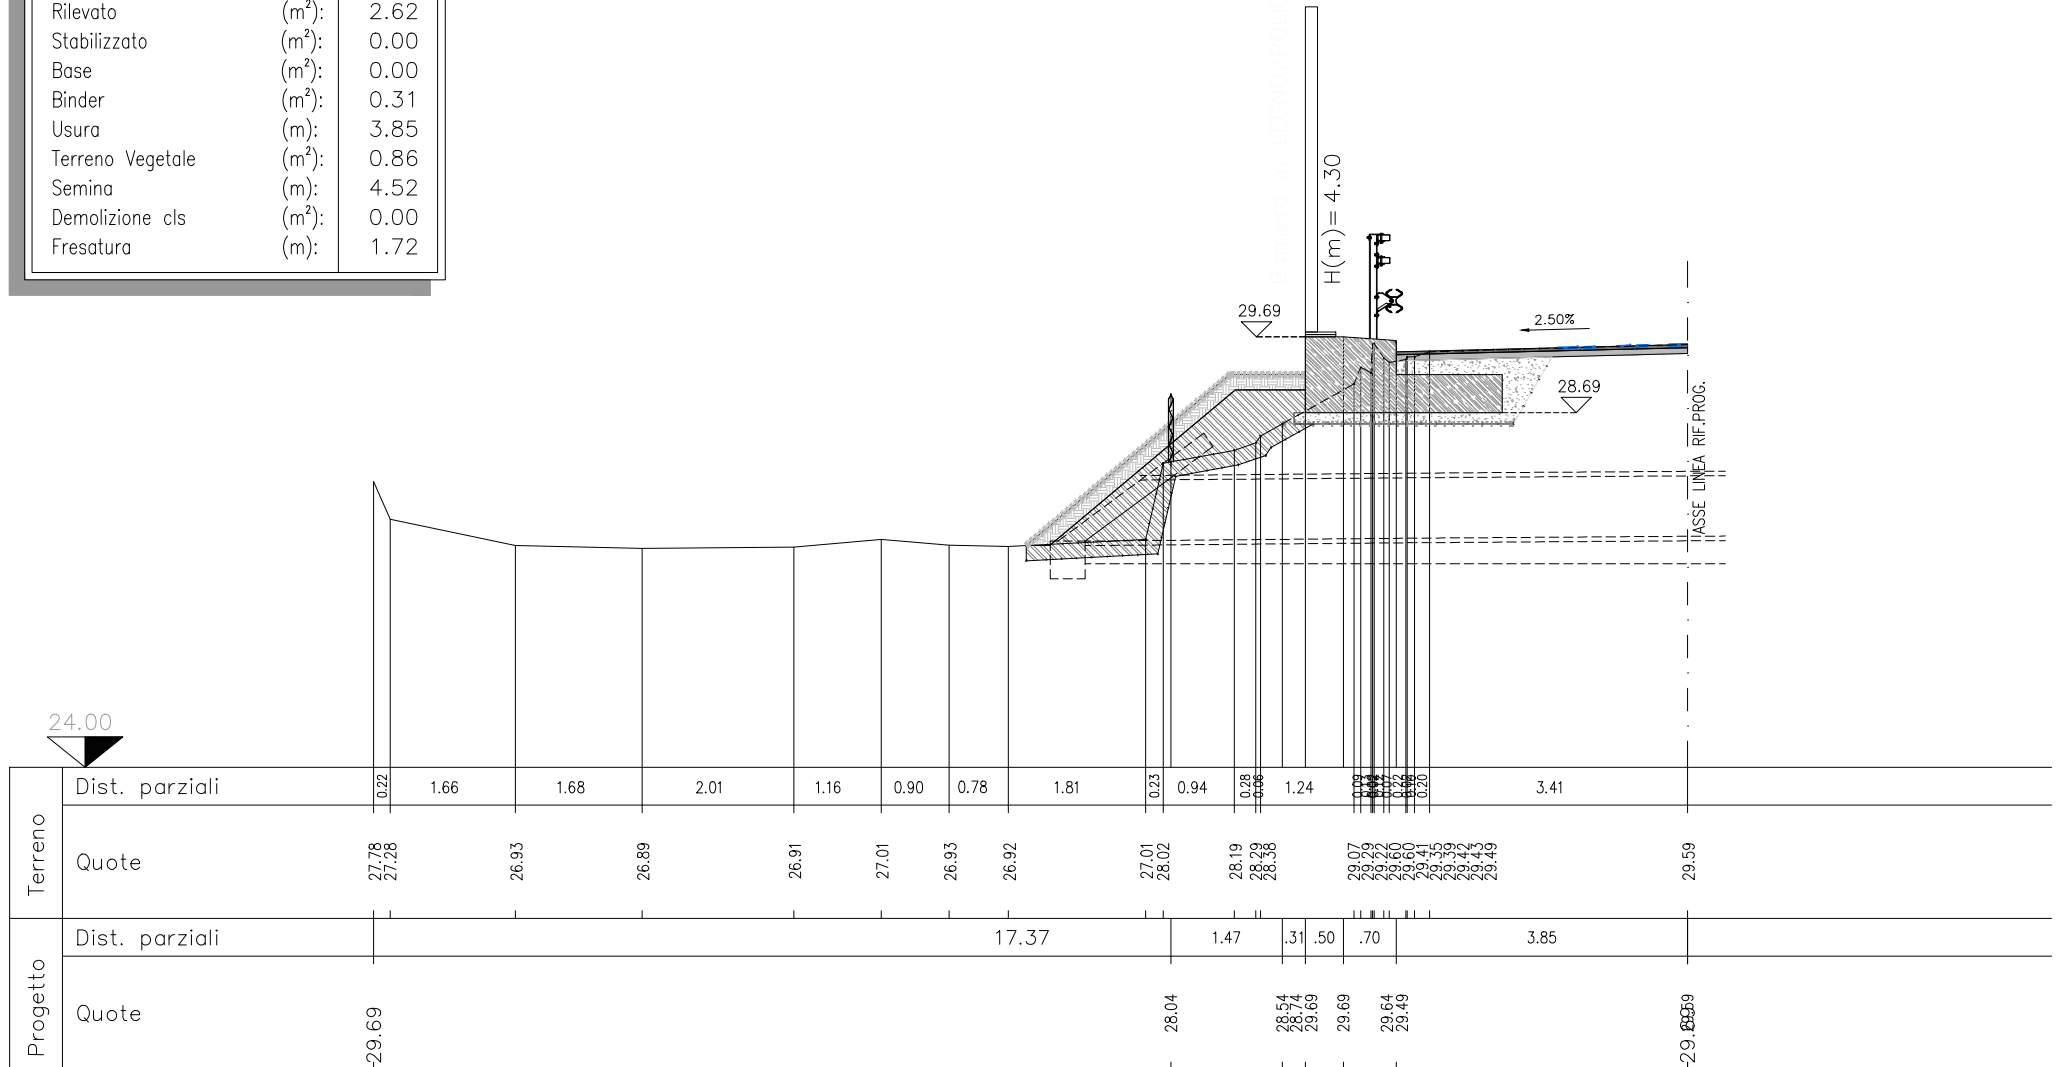 Rilevato (m²): 2.62
Stabilizzato (m²): 0.00
Base (m²): 0.00
Binder (m²): 0.31
Usura (m): 3.85
Terreno Vegetale (m²): 0.86
Semina (m): 4.52
Demolizione cls (m²): 0.00
Fresatura (m): 1.72
H(m)= 4.30
29.69
2.50%
28.69
ASSE LINEA RIF.PROG.
24.00
Terreno
Dist. parziali 0.22 1.66 1.68 2.01 1.16 0.90 0.78 1.81 0.23 0.94 0.28 0.06 1.24 0.09 0.22 0.20 3.41
Quote 27.78 27.28 26.93 26.89 26.91 27.01 26.93 26.92 27.01 28.02 28.19 28.29 28.38 29.07 29.29 29.22 29.60 29.60 29.41 29.35 29.39 29.42 29.43 29.49 29.59
Progetto
Dist. parziali 17.37 1.47 .31 .50 .70 3.85
Quote 29.69 28.04 28.54 28.74 29.69 29.69 29.64 29.49